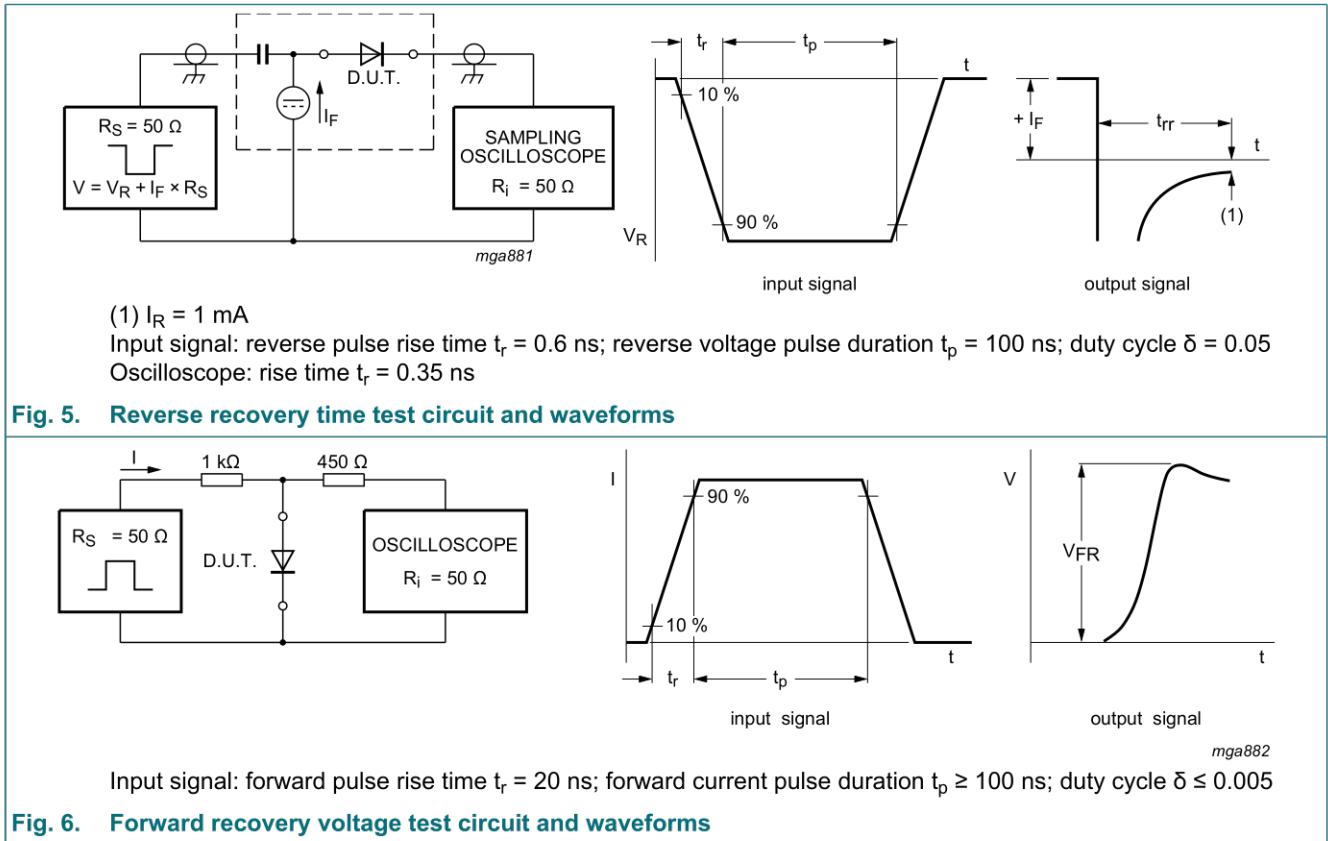 D.U.T.
I_F
R_S = 50 Ω
V = V_R + I_F × R_S
SAMPLING
OSCILLOSCOPE
R_i = 50 Ω
mga881
t_r
t_p
t
10 %
90 %
V_R
input signal
+ I_F
t_rr
t
(1)
output signal
(1) I_R = 1 mA
Input signal: reverse pulse rise time t_r = 0.6 ns; reverse voltage pulse duration t_p = 100 ns; duty cycle δ = 0.05
Oscilloscope: rise time t_r = 0.35 ns
Fig. 5. Reverse recovery time test circuit and waveforms
I
1 kΩ
450 Ω
R_S = 50 Ω
D.U.T.
OSCILLOSCOPE
R_i = 50 Ω
I
90 %
10 %
t
t_r
t_p
input signal
V
V_FR
t
output signal
mga882
Input signal: forward pulse rise time t_r = 20 ns; forward current pulse duration t_p ≥ 100 ns; duty cycle δ ≤ 0.005
Fig. 6. Forward recovery voltage test circuit and waveforms